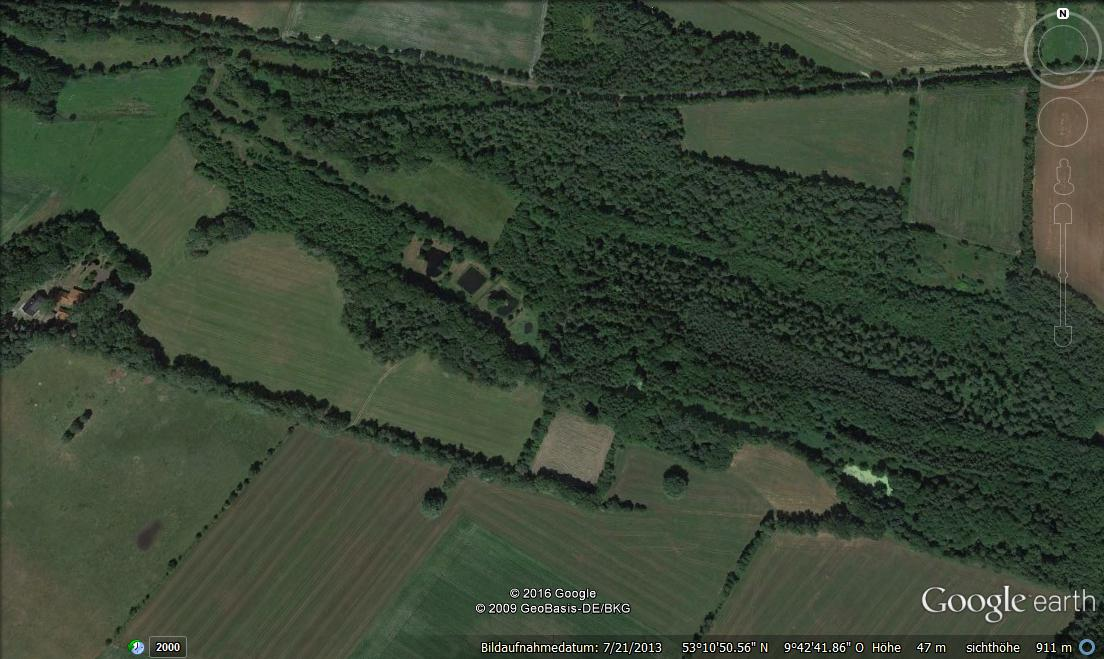 N
© 2016 Google
© 2009 GeoBasis-DE/BKG
Google earth
2000
Bildaufnahmedatum: 7/21/2013 53°10'50.56" N 9°42'41.86" O Höhe 47 m sichthöhe 911 m